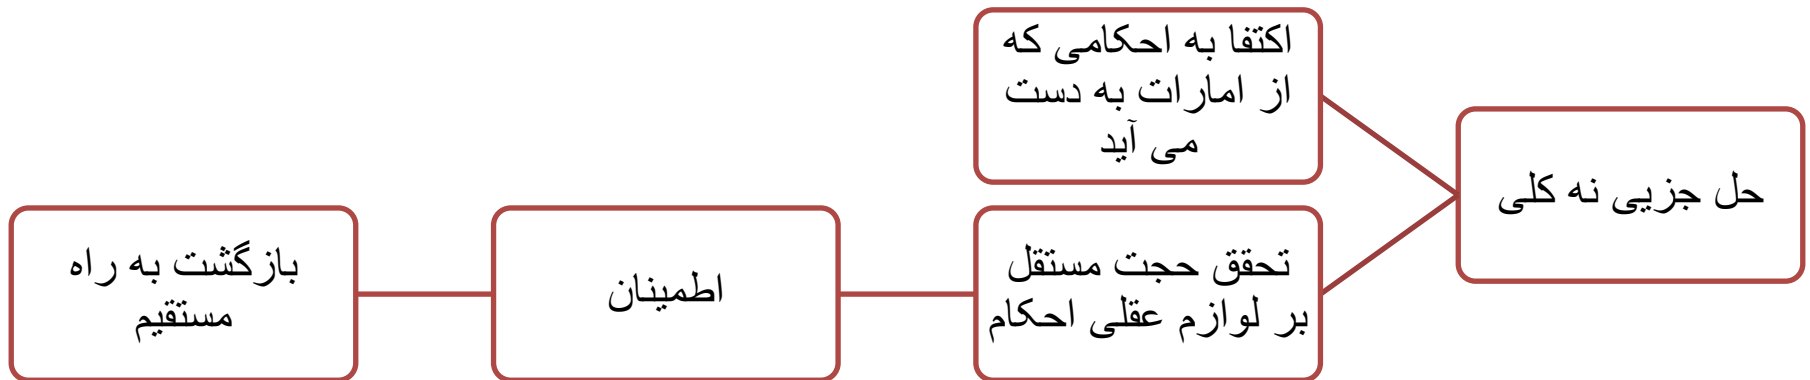 حل جزیی نه کلی
اکتفا به احکامی که
از امارات به دست
می آید
تحقق حجت مستقل
بر لوازم عقلی احکام
اطمینان
بازگشت به راه
مستقیم